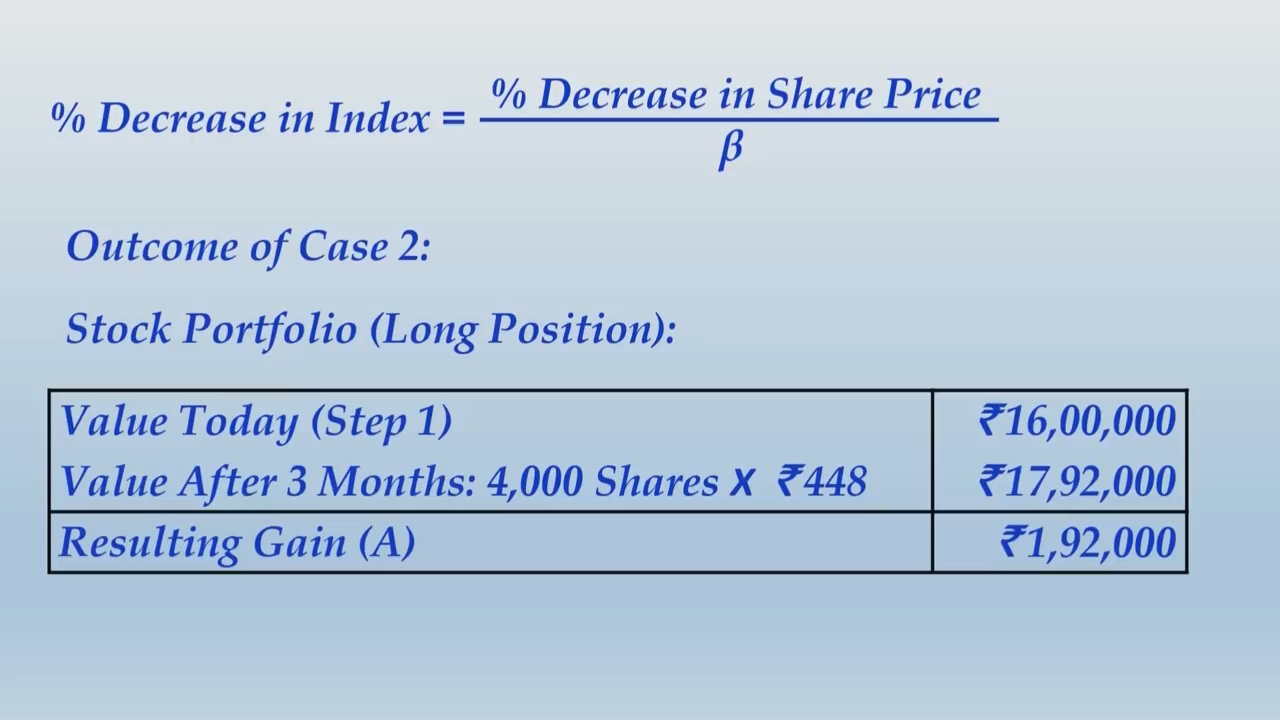 % Decrease in Index = % Decrease in Share Price / β
Outcome of Case 2:
Stock Portfolio (Long Position):
Value Today (Step 1) ₹16,00,000
Value After 3 Months: 4,000 Shares X ₹448 ₹17,92,000
Resulting Gain (A) ₹1,92,000